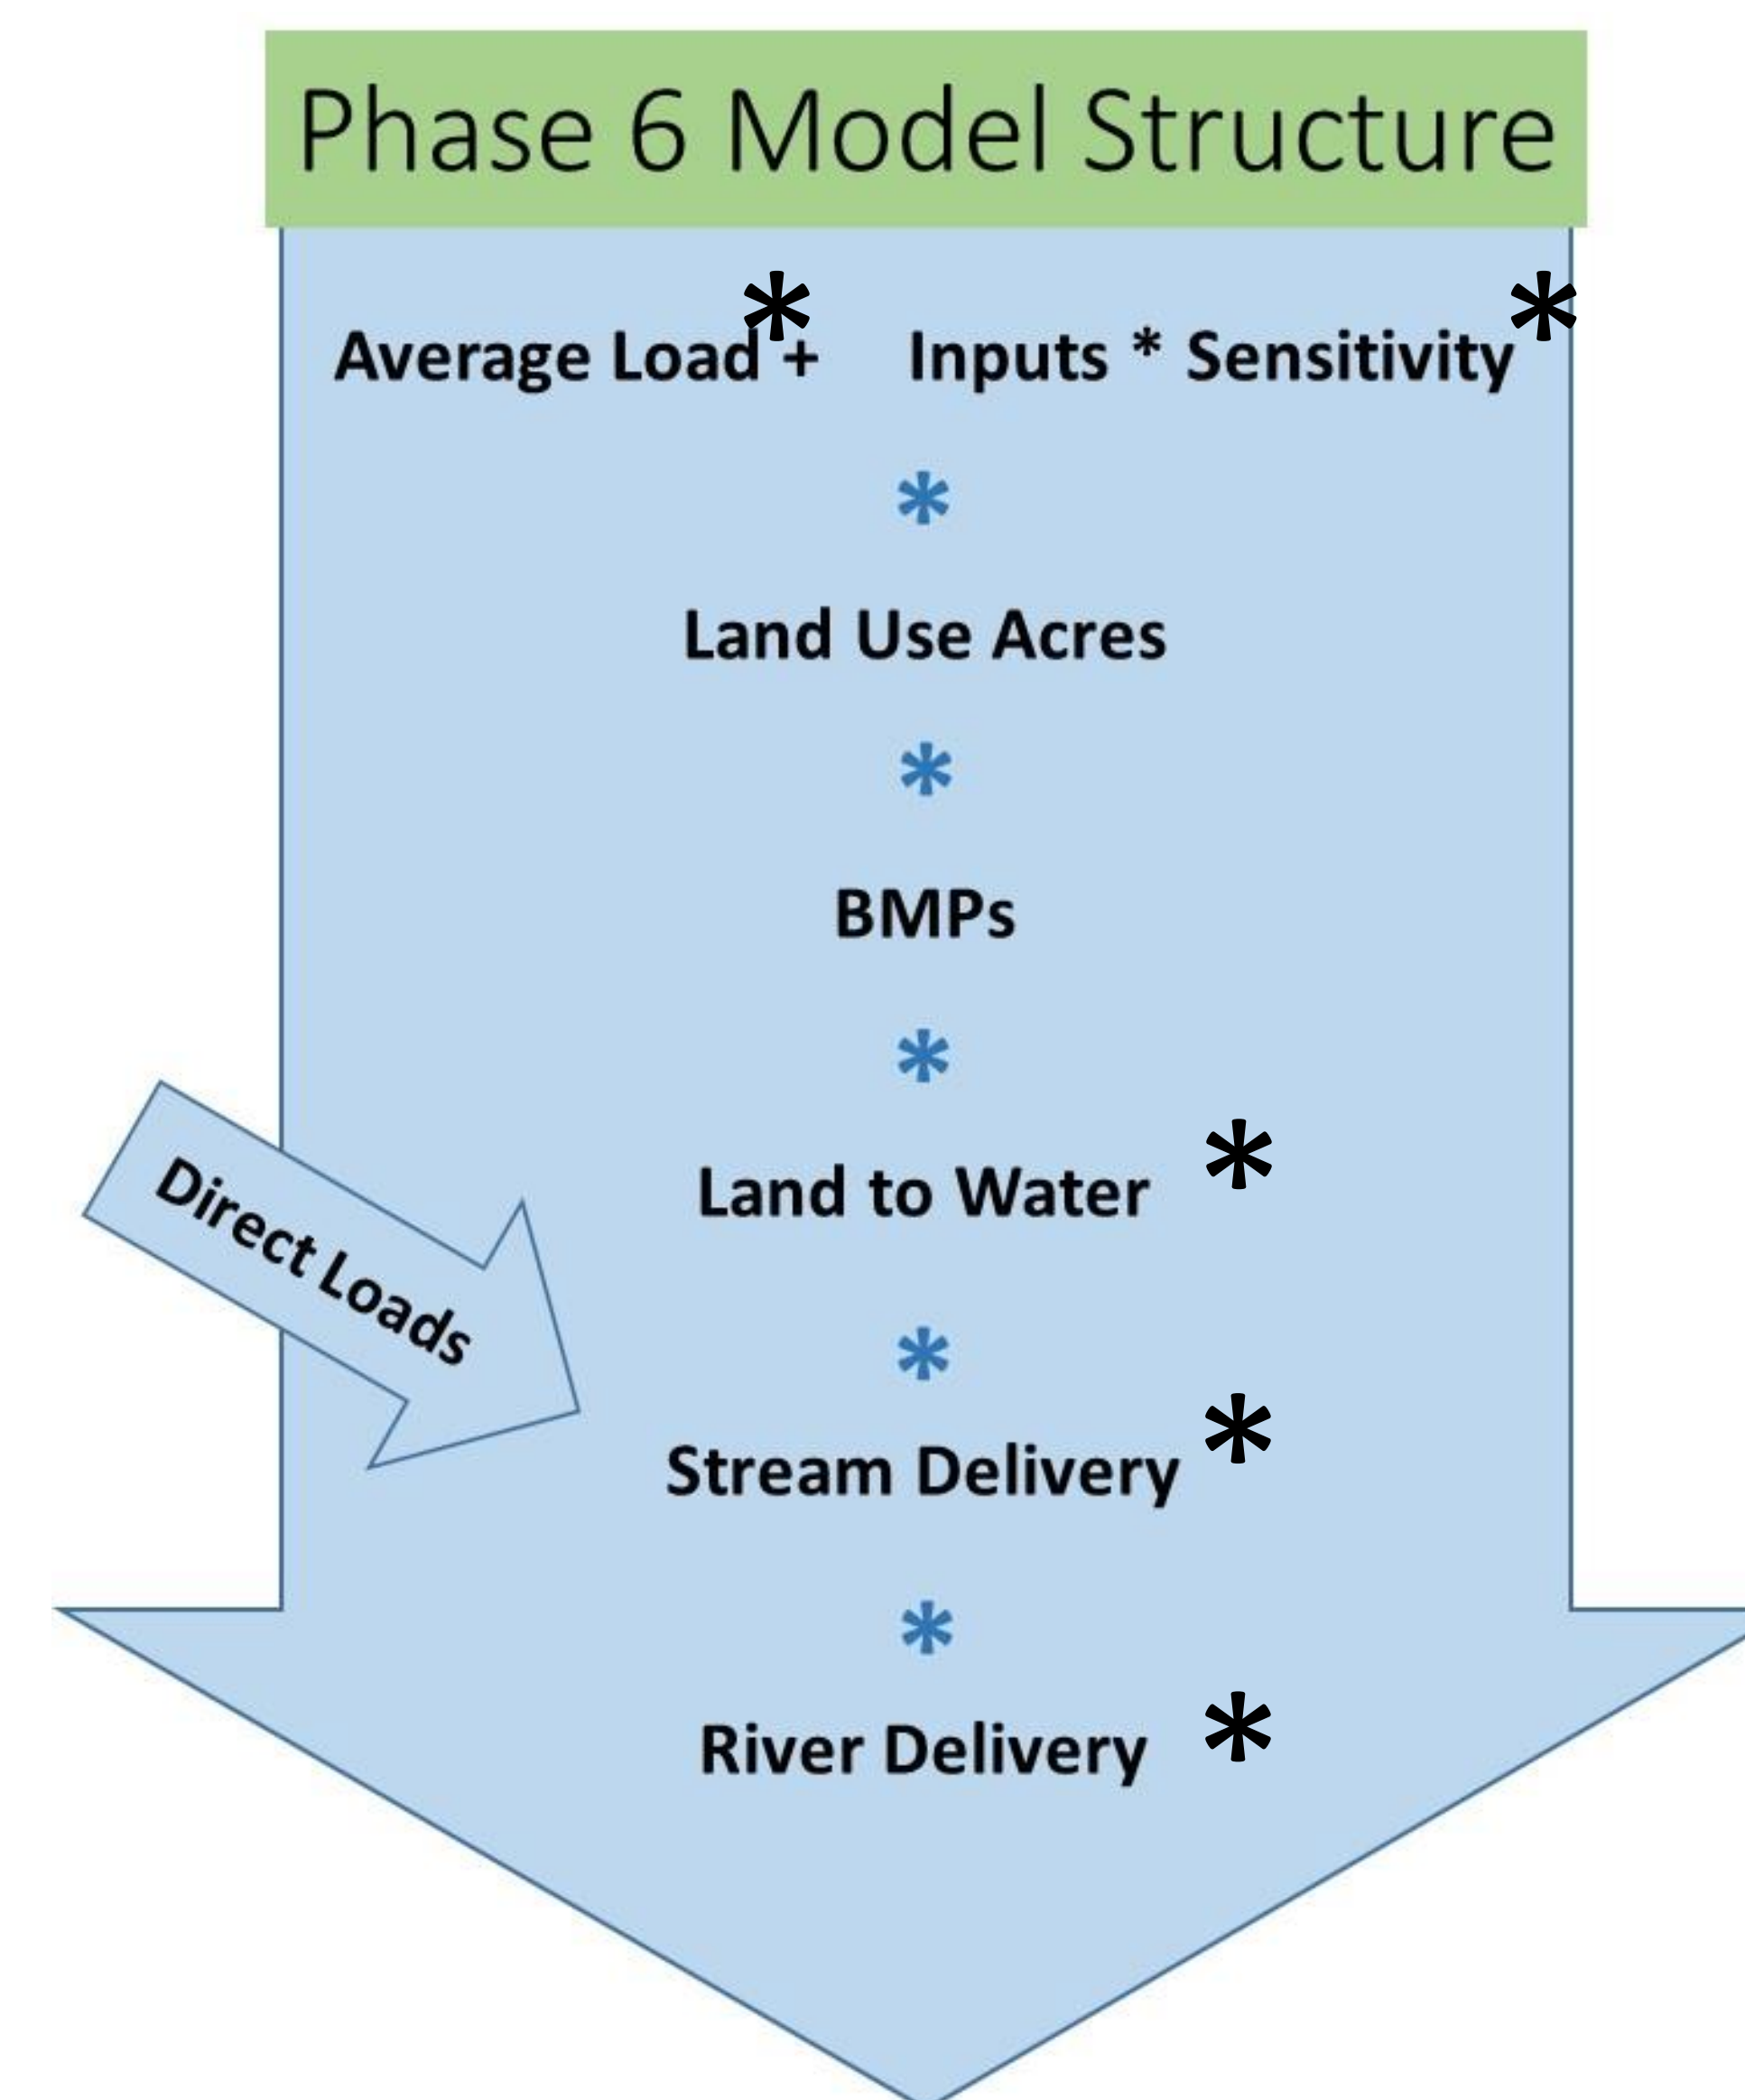 Phase 6 Model Structure
* *
Average Load + Inputs * Sensitivity
*
Land Use Acres
*
BMPs
*
Land to Water *
Direct Loads
*
Stream Delivery *
*
River Delivery *